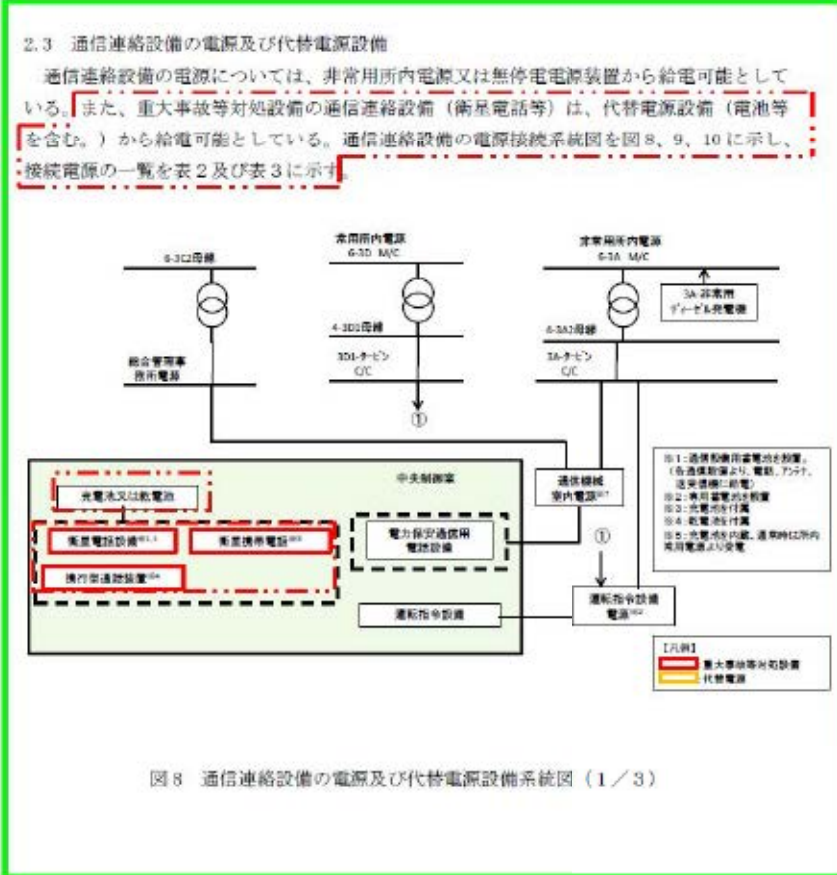 2.3 通信連絡設備の電源及び代替電源設備
通信連絡設備の電源については、非常用所内電源又は無停電電源装置から給電可能として
いる。また、重大事故等対処設備の通信連絡設備（衛星電話等）は、代替電源設備（電池等
を含む。）から給電可能としている。通信連絡設備の電源接続系統図を図8、9、10に示し、
接続電源の一覧を表2及び表3に示す。
6-3C2母線
常用所内電源
6-3D M/C
非常用所内電源
6-3A M/C
3A-非常用
ディーゼル発電機
4-3D1母線
4-3A2母線
総合管理事
務所電源
3D1-タービン
C/C
3A-タービン
C/C
①
中央制御室
充電池又は乾電池
衛星電話設備
衛星携帯電話
携行型通話装置
電力保安通信用
電話設備
運転指令設備
通信機械
室内電源
①
運転指令設備
電源
※1:通信設備用蓄電池を設置。
（各通信設備より、電話、アンテナ、
送受信機に給電）
※2:専用蓄電池を設置
※3:充電池を付属
※4:乾電池を付属
※5:充電池を内蔵、通常時は所内
常用電源より受電
【凡例】
重大事故等対処設備
代替電源
図8 通信連絡設備の電源及び代替電源設備系統図（1／3）